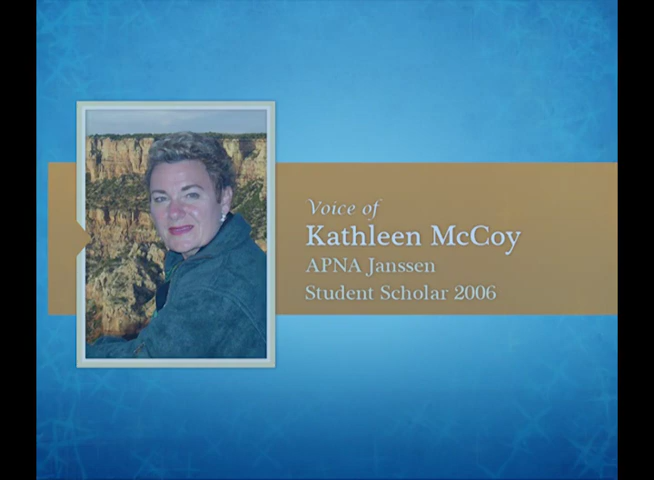 Voice of
Kathleen McCoy
APNA Janssen
Student Scholar 2006